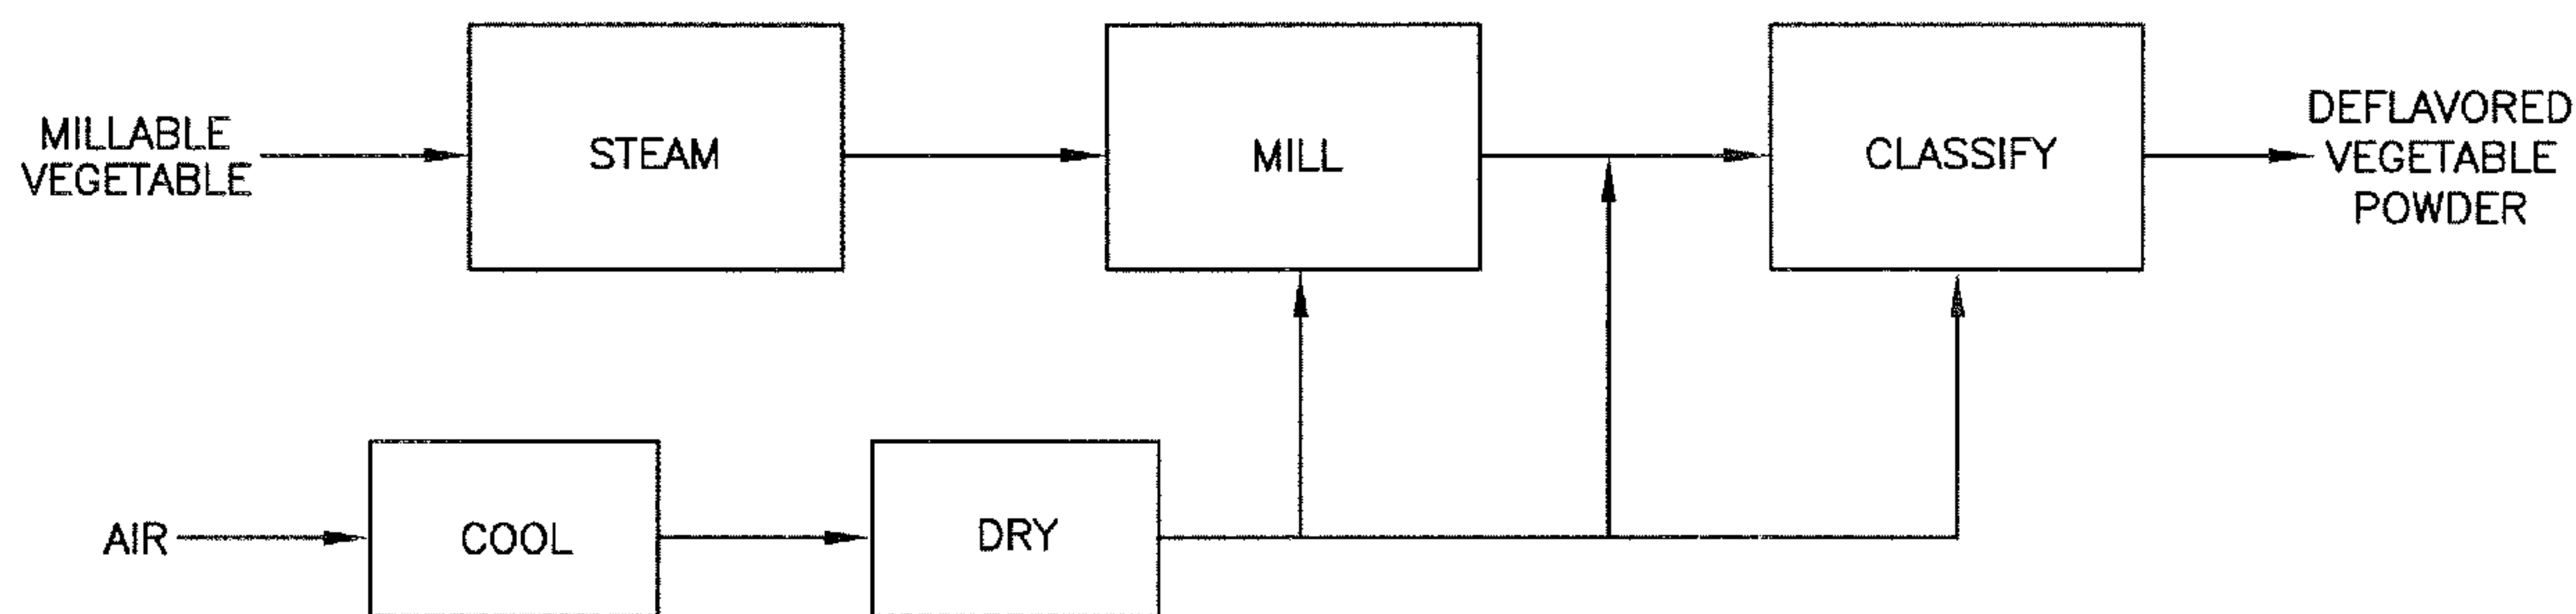 MILLABLE
VEGETABLE
STEAM
MILL
CLASSIFY
DEFLAVORED
VEGETABLE
POWDER
AIR
COOL
DRY